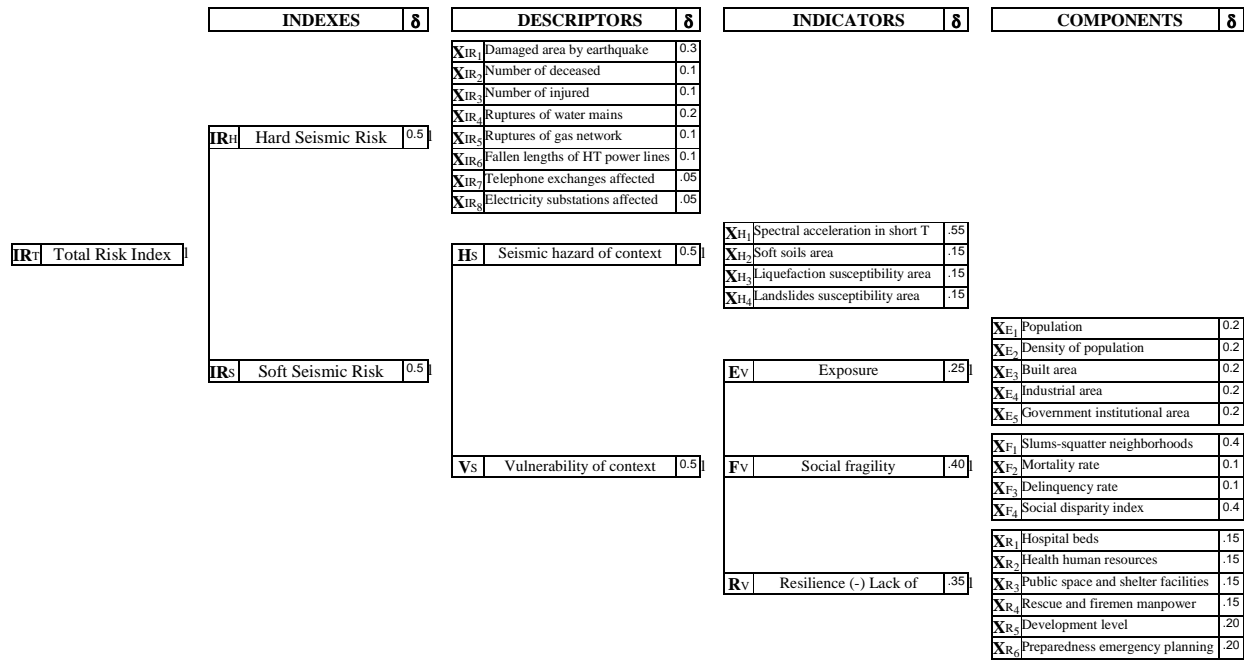 INDEXES δ DESCRIPTORS δ INDICATORS δ COMPONENTS δ
XIR1 Damaged area by earthquake 0.3
XIR2 Number of deceased 0.1
XIR3 Number of injured 0.1
XIR4 Ruptures of water mains 0.2
IRH Hard Seismic Risk 0.5
XIR5 Ruptures of gas network 0.1
XIR6 Fallen lengths of HT power lines 0.1
XIR7 Telephone exchanges affected .05
XIR8 Electricity substations affected .05
IRT Total Risk Index
HS Seismic hazard of context 0.5
XH1 Spectral acceleration in short T .55
XH2 Soft soils area .15
XH3 Liquefaction susceptibility area .15
XH4 Landslides susceptibility area .15
IRS Soft Seismic Risk 0.5
EV Exposure .25
XE1 Population 0.2
XE2 Density of population 0.2
XE3 Built area 0.2
XE4 Industrial area 0.2
XE5 Government institutional area 0.2
VS Vulnerability of context 0.5
FV Social fragility .40
XF1 Slums-squatter neighborhoods 0.4
XF2 Mortality rate 0.1
XF3 Delinquency rate 0.1
XF4 Social disparity index 0.4
RV Resilience (-) Lack of .35
XR1 Hospital beds .15
XR2 Health human resources .15
XR3 Public space and shelter facilities .15
XR4 Rescue and firemen manpower .15
XR5 Development level .20
XR6 Preparedness emergency planning .20